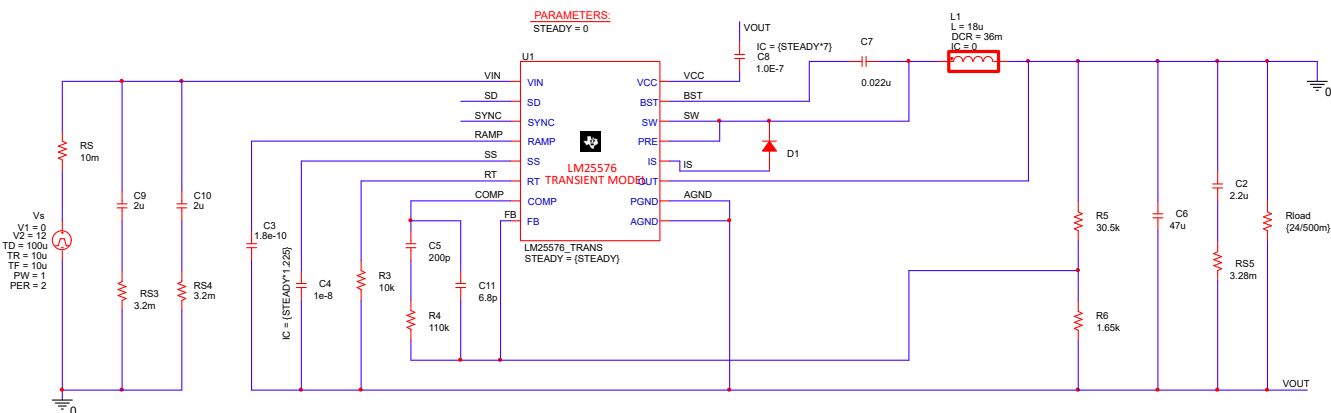 PARAMETERS:
STEADY = 0
VOUT
IC = {STEADY*7}
C8
1.0E-7
C7
0.022u
L1
L = 18u
DCR = 36m
IC = 0
0
U1
VIN
VIN
VCC
VCC
SD
SD
BST
BST
SYNC
SYNC
SW
SW
RAMP
RAMP
PRE
SS
SS
IS
IS
RT
RT
OUT
COMP
COMP
PGND
AGND
FB
FB
AGND
LM25576
TRANSIENT MODEL
LM25576_TRANS
STEADY = {STEADY}
D1
RS
10m
Vs
V1 = 0
V2 = 12
TD = 100u
TR = 10u
TF = 10u
PW = 1
PER = 2
C9
2u
C10
2u
RS3
3.2m
RS4
3.2m
C3
1.8e-10
IC = {STEADY*1.225}
C4
1e-8
R3
10k
C5
200p
R4
110k
C11
6.8p
R5
30.5k
R6
1.65k
C6
47u
C2
2.2u
RS5
3.28m
Rload
{24/500m}
VOUT
0